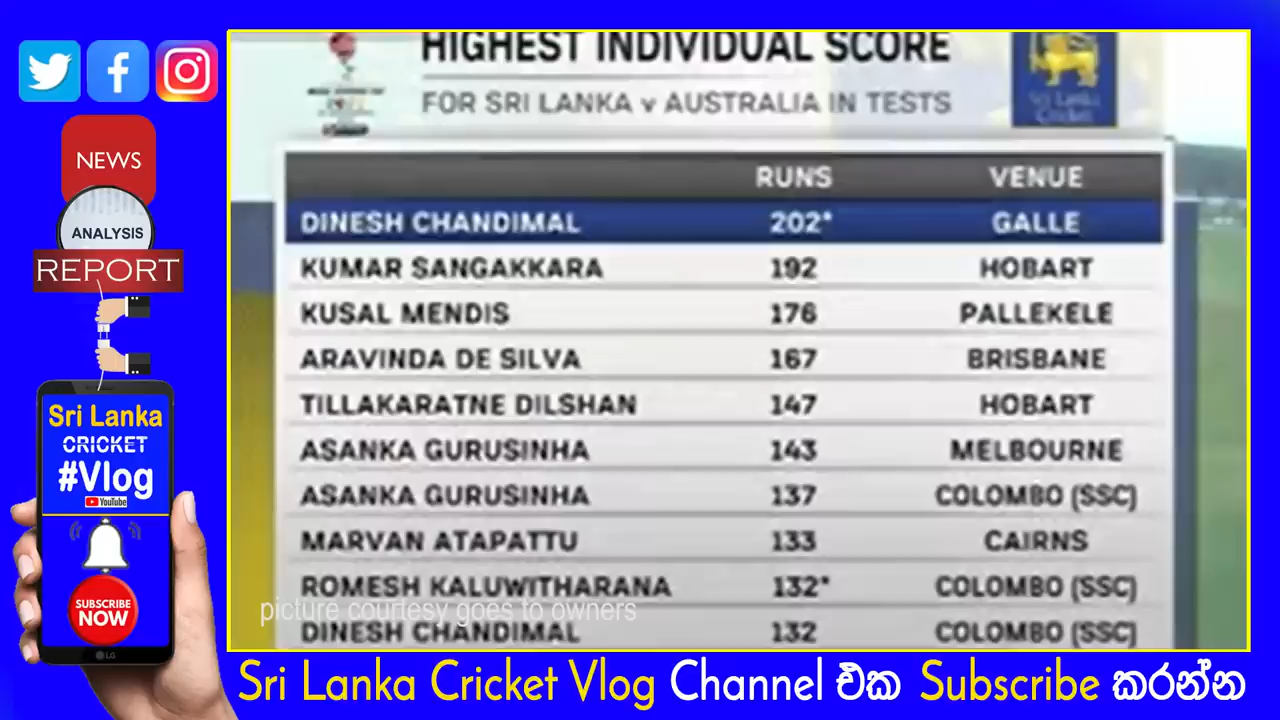 NEWS
ANALYSIS
REPORT
Sri Lanka
CRICKET
#Vlog
YouTube
SUBSCRIBE
NOW
LG
HIGHEST INDIVIDUAL SCORE
FOR SRI LANKA v AUSTRALIA IN TESTS
Sri Lanka
Cricket
RUNS VENUE
DINESH CHANDIMAL 202* GALLE
KUMAR SANGAKKARA 192 HOBART
KUSAL MENDIS 176 PALLEKELE
ARAVINDA DE SILVA 167 BRISBANE
TILLAKARATNE DILSHAN 147 HOBART
ASANKA GURUSINHA 143 MELBOURNE
ASANKA GURUSINHA 137 COLOMBO (SSC)
MARVAN ATAPATTU 133 CAIRNS
ROMESH KALUWITHARANA 132* COLOMBO (SSC)
picture courtesy goes to owners
DINESH CHANDIMAL 132 COLOMBO (SSC)
Sri Lanka Cricket Vlog Channel එක Subscribe කරන්න